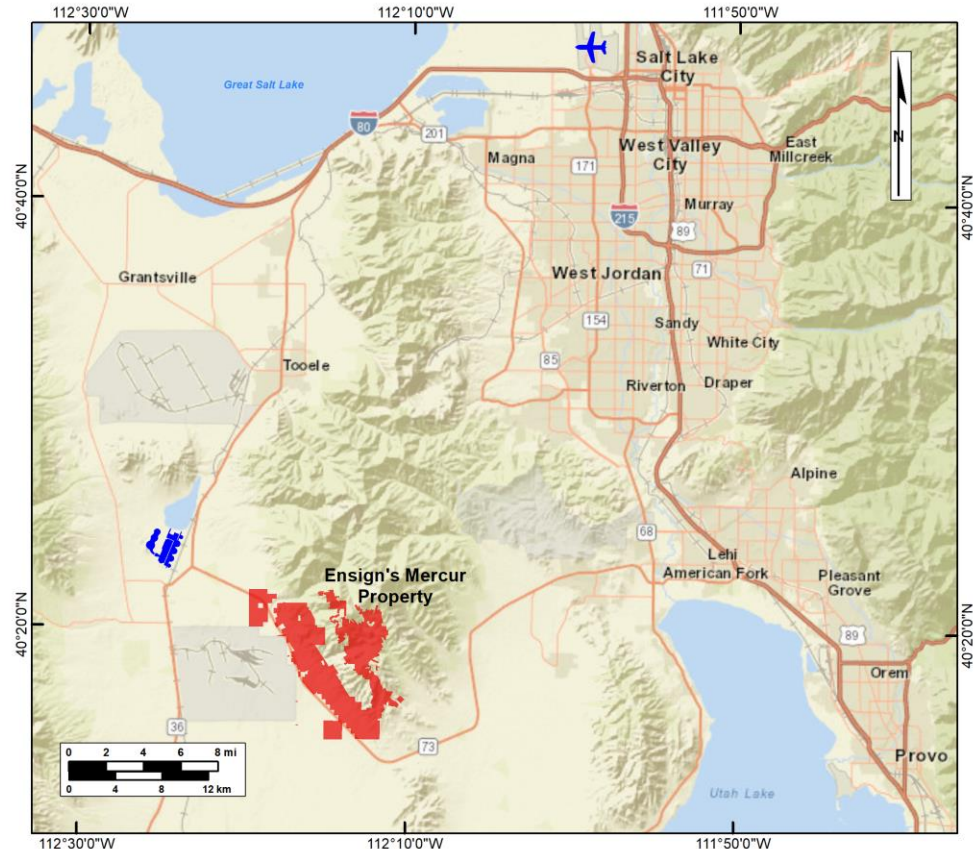 112°30'0"W
112°10'0"W
111°50'0"W
Great Salt Lake
Salt Lake
City
N
80
201
Magna
171
West Valley
City
East
Millcreek
40°40'0"N
40°40'0"N
215
Murray
89
Grantsville
West Jordan
71
154
Sandy
White City
Tooele
85
Riverton
Draper
Alpine
68
Lehi
American Fork
Pleasant
Grove
Ensign's Mercur
Property
40°20'0"N
40°20'0"N
89
Orem
36
73
Provo
0 2 4 6 8 mi
0 4 8 12 km
Utah Lake
112°30'0"W
112°10'0"W
111°50'0"W